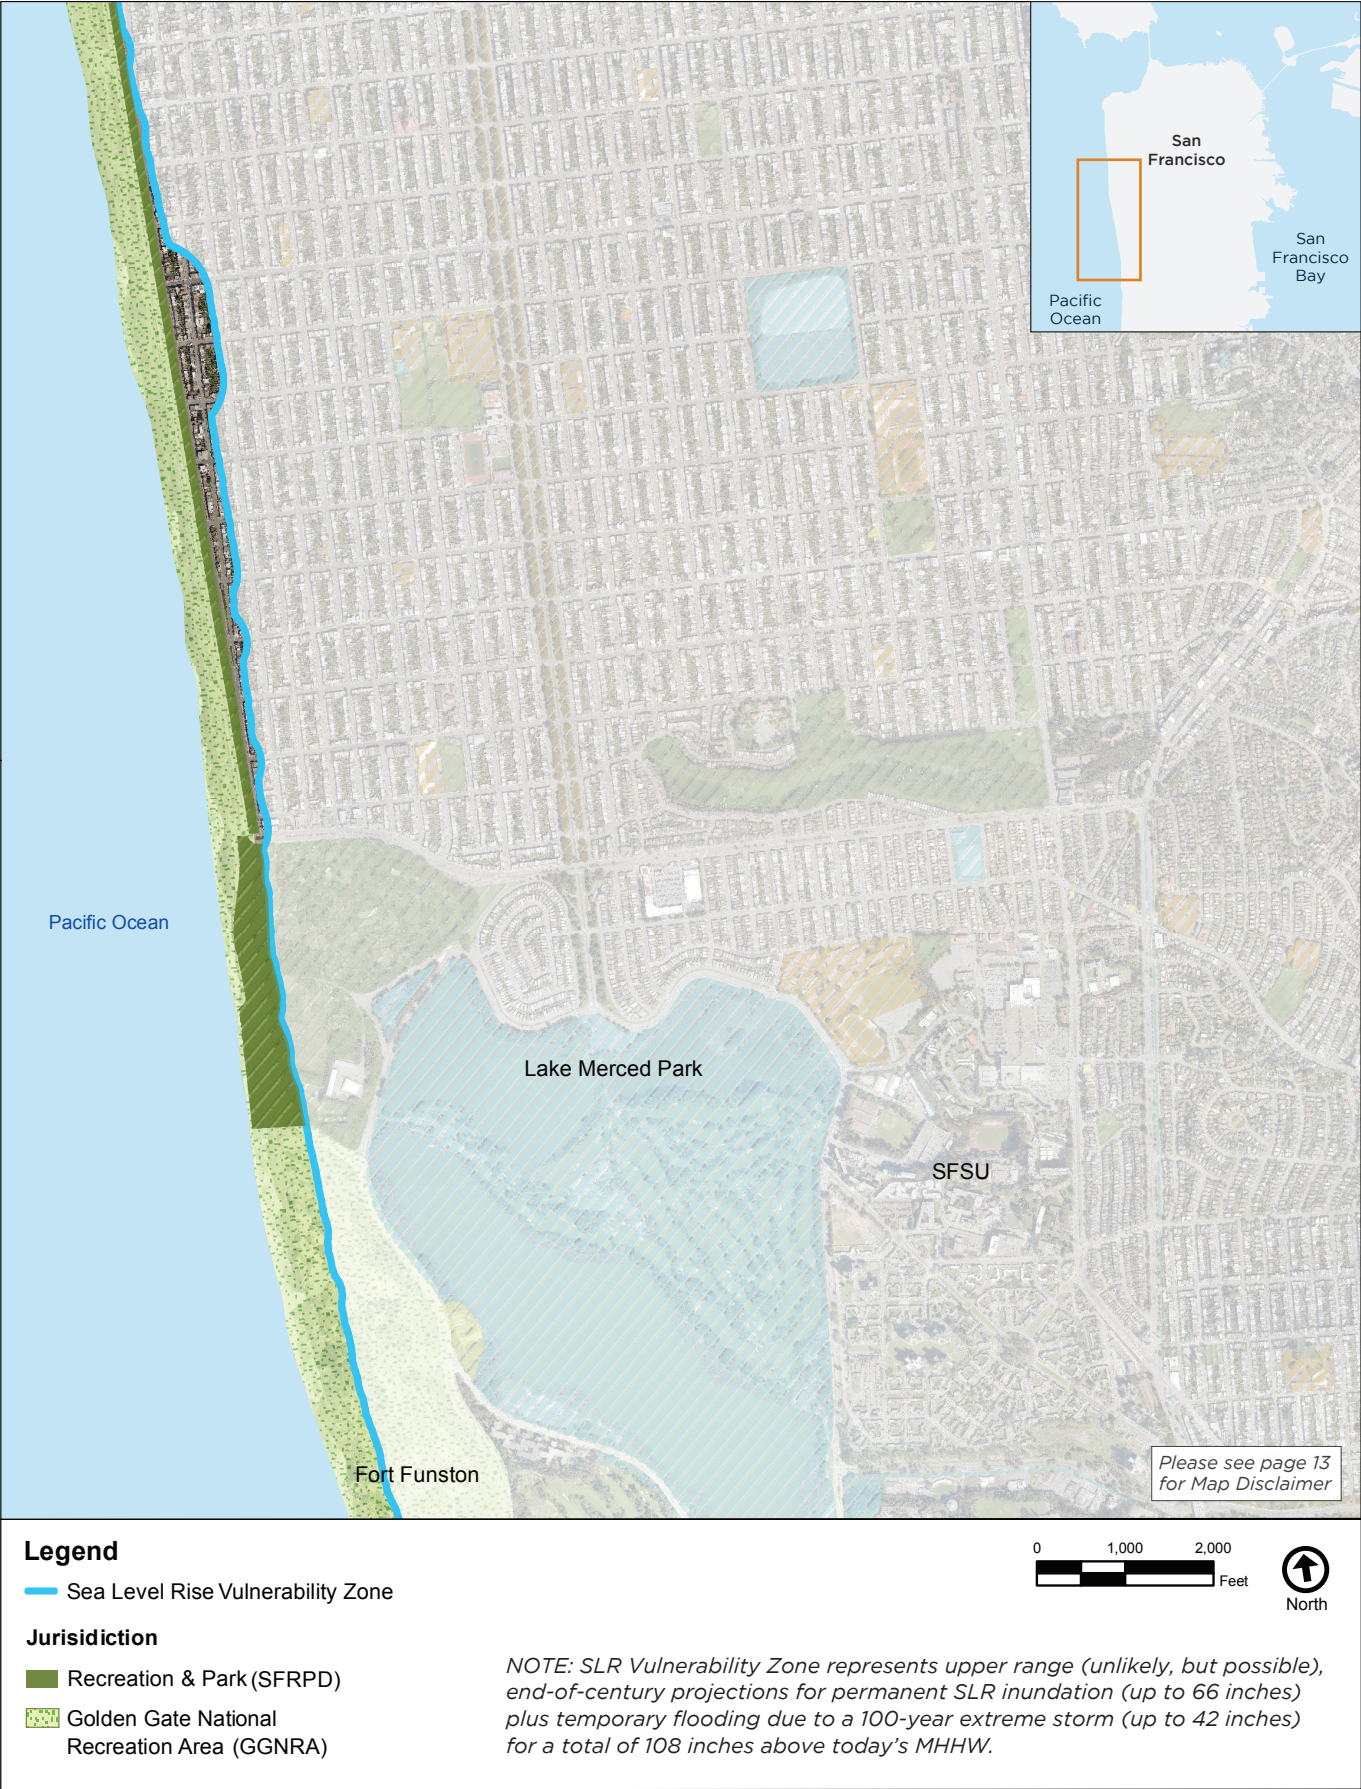 San
Francisco
San
Francisco
Bay
Pacific
Ocean
Pacific Ocean
Lake Merced Park
SFSU
Fort Funston
Please see page 13
for Map Disclaimer
Legend
Sea Level Rise Vulnerability Zone
Jurisidiction
Recreation & Park (SFRPD)
Golden Gate National
Recreation Area (GGNRA)
0 1,000 2,000
Feet
North
NOTE: SLR Vulnerability Zone represents upper range (unlikely, but possible),
end-of-century projections for permanent SLR inundation (up to 66 inches)
plus temporary flooding due to a 100-year extreme storm (up to 42 inches)
for a total of 108 inches above today's MHHW.